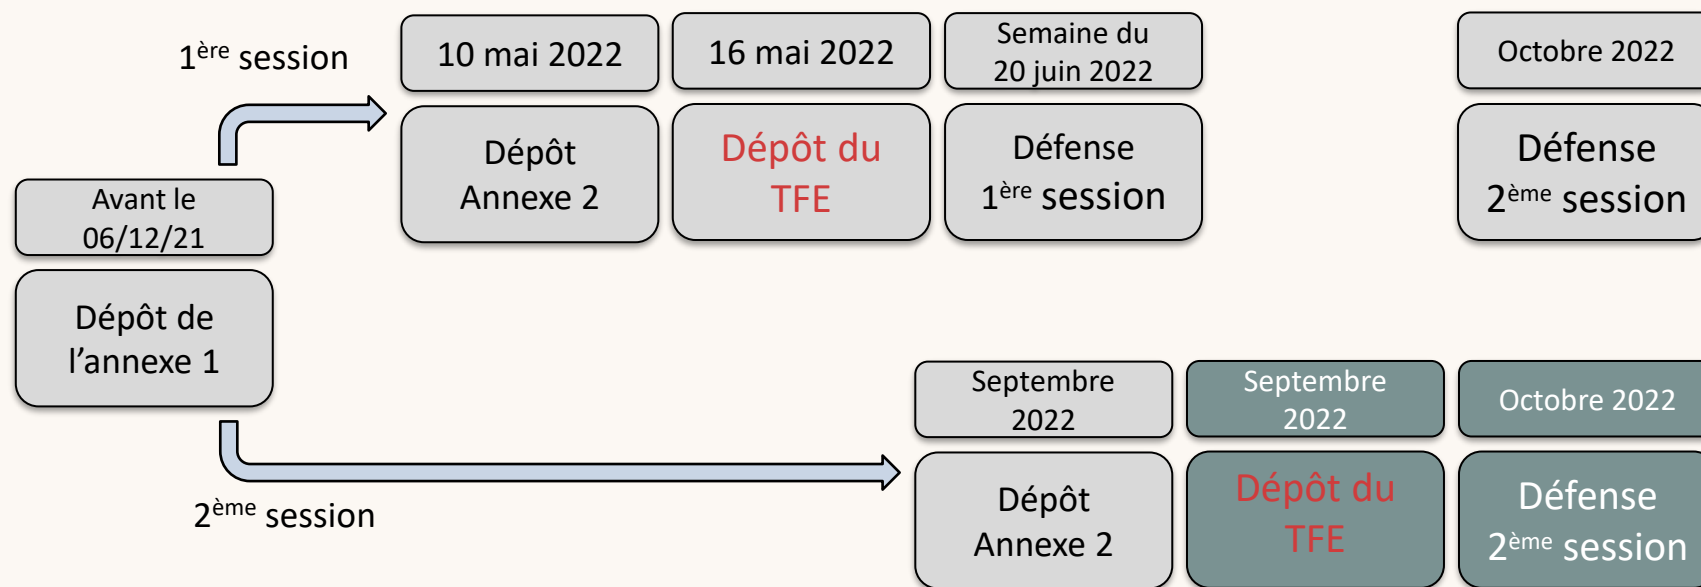 1ère session
10 mai 2022
Dépôt
Annexe 2
16 mai 2022
Dépôt du
TFE
Semaine du
20 juin 2022
Défense
1ère session
Octobre 2022
Défense
2ème session
Avant le
06/12/21
Dépôt de
l’annexe 1
2ème session
Septembre
2022
Dépôt
Annexe 2
Septembre
2022
Dépôt du
TFE
Octobre 2022
Défense
2ème session